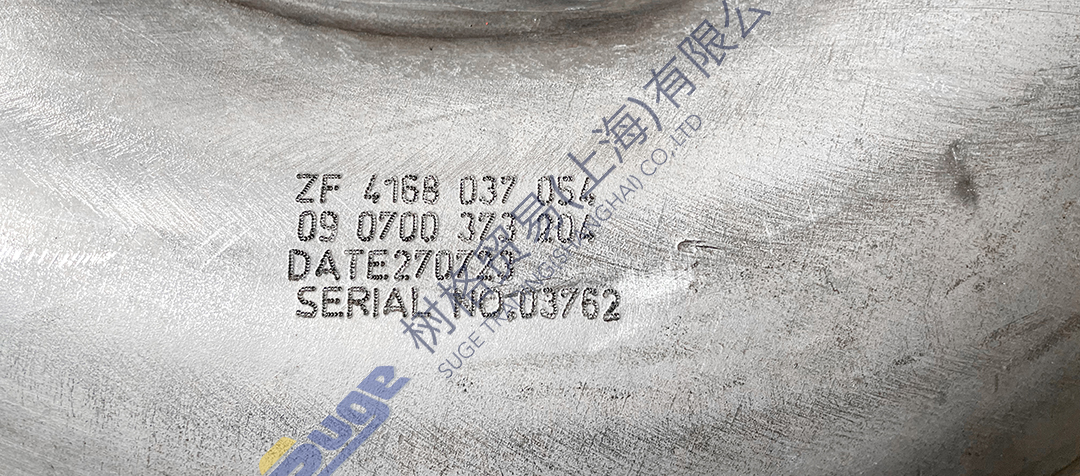 ZF 4168 037 054
09 0700 373 204
DATE270723
SERIAL NO.03762
树格贸易(上海)有限公
SUGE TRADING(SHANGHAI) CO.,LTD
Suge